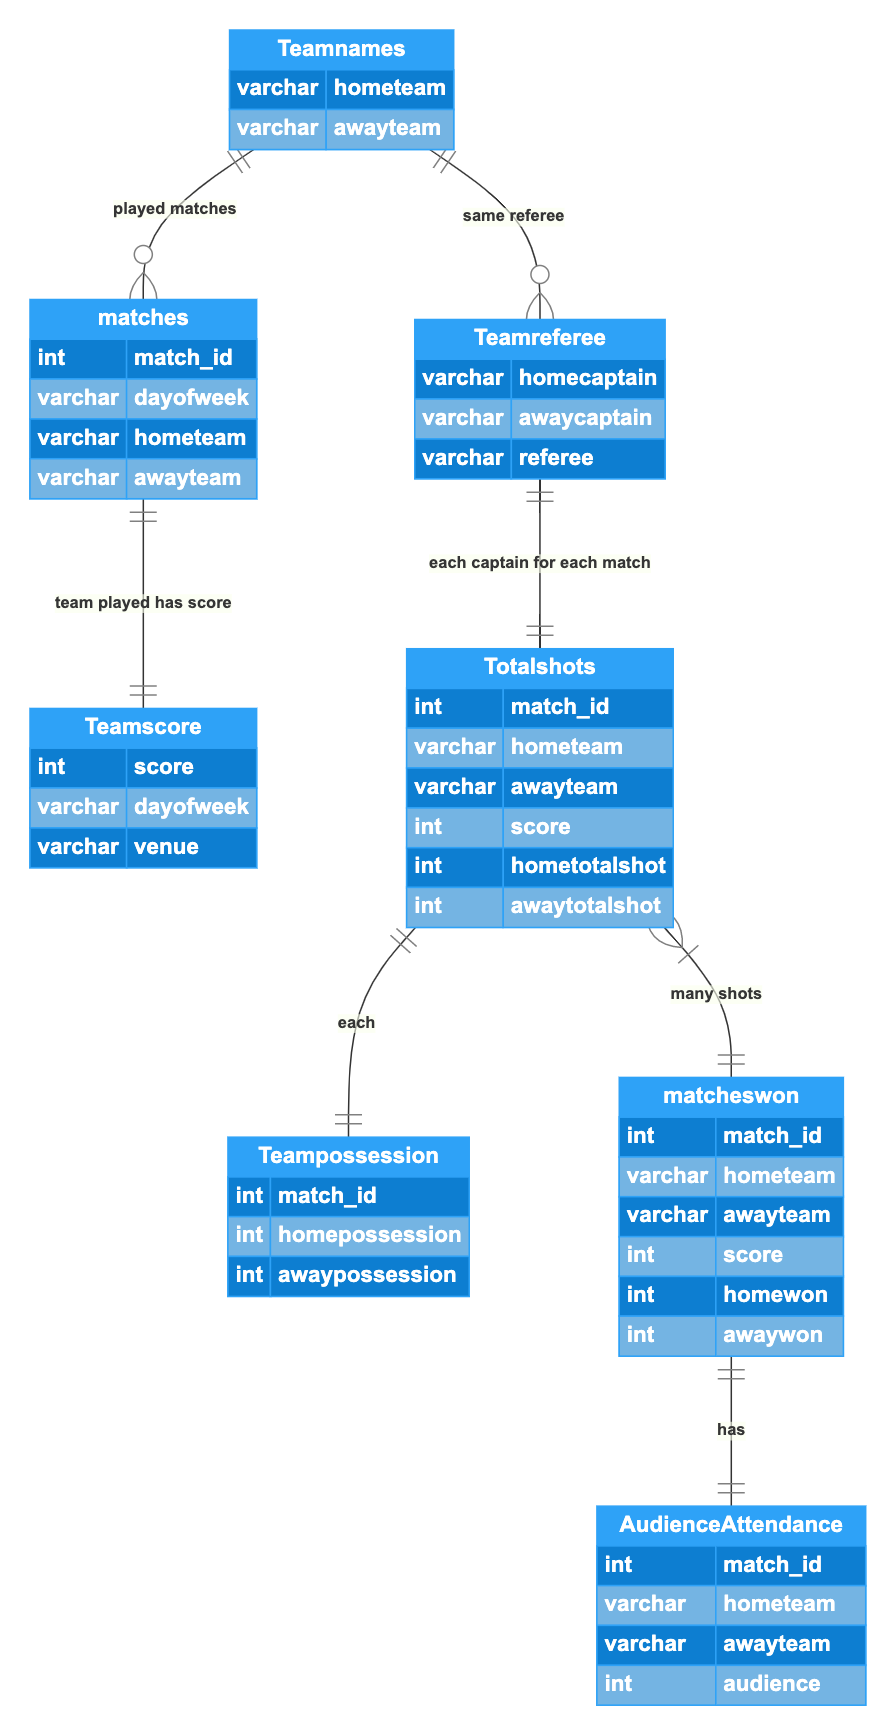 Teamnames
varchar hometeam
varchar awayteam
played matches
same referee
matches
int match_id
varchar dayofweek
varchar hometeam
varchar awayteam
Teamreferee
varchar homecaptain
varchar awaycaptain
varchar referee
each captain for each match
team played has score
Teamscore
int score
varchar dayofweek
varchar venue
Totalshots
int match_id
varchar hometeam
varchar awayteam
int score
int hometotalshot
int awaytotalshot
each
many shots
Teampossession
int match_id
int homepossession
int awaypossession
matcheswon
int match_id
varchar hometeam
varchar awayteam
int score
int homewon
int awaywon
has
AudienceAttendance
int match_id
varchar hometeam
varchar awayteam
int audience